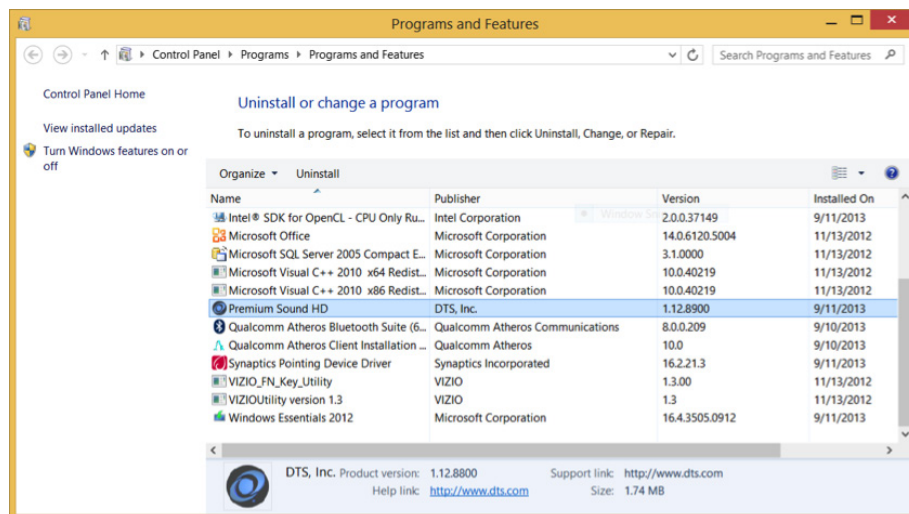 Programs and Features
Control Panel Programs Programs and Features Search Programs and Features
Control Panel Home
Uninstall or change a program
View installed updates
To uninstall a program, select it from the list and then click Uninstall, Change, or Repair.
Turn Windows features on or
off
Organize Uninstall
Name Publisher Version Installed On
Intel® SDK for OpenCL - CPU Only Ru... Intel Corporation 2.0.0.37149 9/11/2013
Microsoft Office Microsoft Corporation 14.0.6120.5004 11/13/2012
Microsoft SQL Server 2005 Compact E... Microsoft Corporation 3.1.0000 11/13/2012
Microsoft Visual C++ 2010 x64 Redist... Microsoft Corporation 10.0.40219 11/13/2012
Microsoft Visual C++ 2010 x86 Redist... Microsoft Corporation 10.0.40219 11/13/2012
Premium Sound HD DTS, Inc. 1.12.8900 9/11/2013
Qualcomm Atheros Bluetooth Suite (6... Qualcomm Atheros Communications 8.0.0.209 9/10/2013
Qualcomm Atheros Client Installation ... Qualcomm Atheros 10.0 9/10/2013
Synaptics Pointing Device Driver Synaptics Incorporated 16.2.21.3 9/11/2013
VIZIO_FN_Key_Utility VIZIO 1.3.00 11/13/2012
VIZIOUtility version 1.3 VIZIO 1.3 11/13/2012
Windows Essentials 2012 Microsoft Corporation 16.4.3505.0912 9/11/2013
DTS, Inc. Product version: 1.12.8800 Support link: http://www.dts.com
Help link: http://www.dts.com Size: 1.74 MB